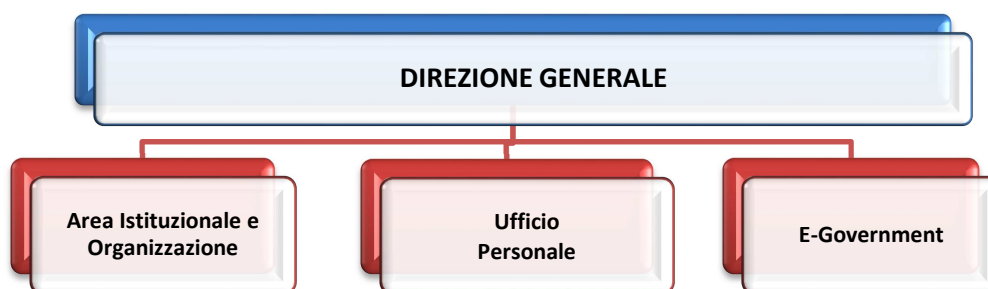 DIREZIONE GENERALE
Area Istituzionale e
Organizzazione
Ufficio
Personale
E-Government